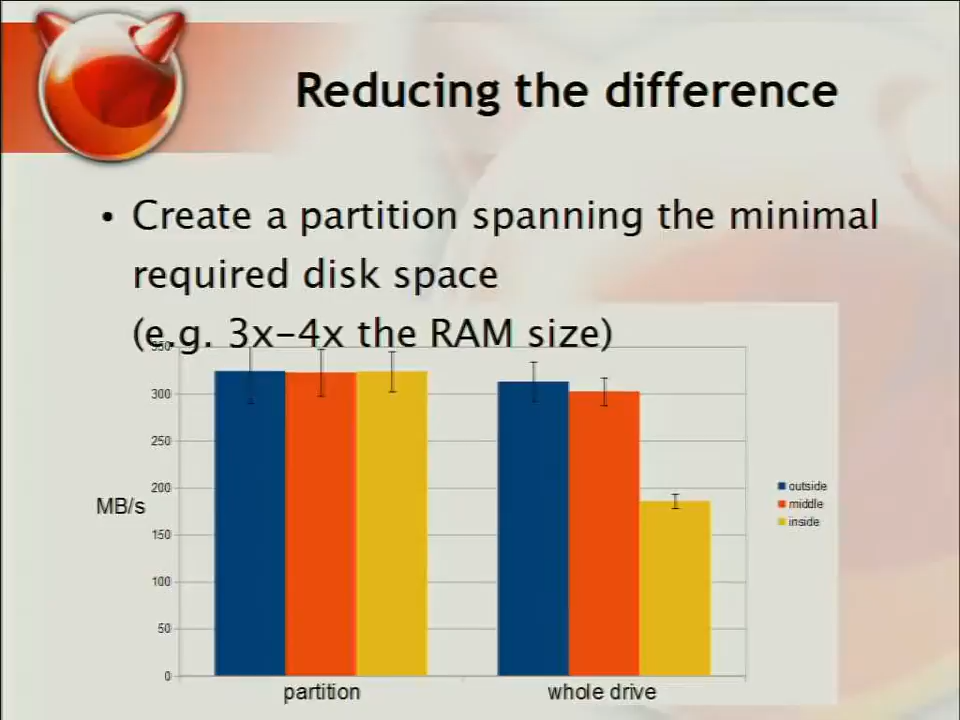 Reducing the difference
• Create a partition spanning the minimal
required disk space
(e.g. 3x-4x the RAM size)
350
300
250
200
150
100
50
0
MB/s
partition
whole drive
outside
middle
inside